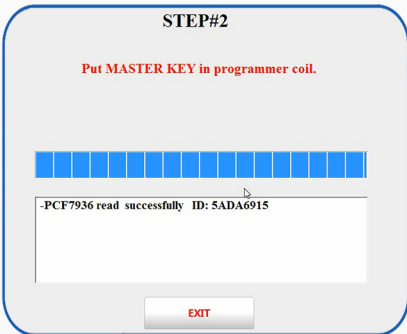 STEP#2
Put MASTER KEY in programmer coil.
-PCF7936 read successfully ID: 5ADA6915
EXIT